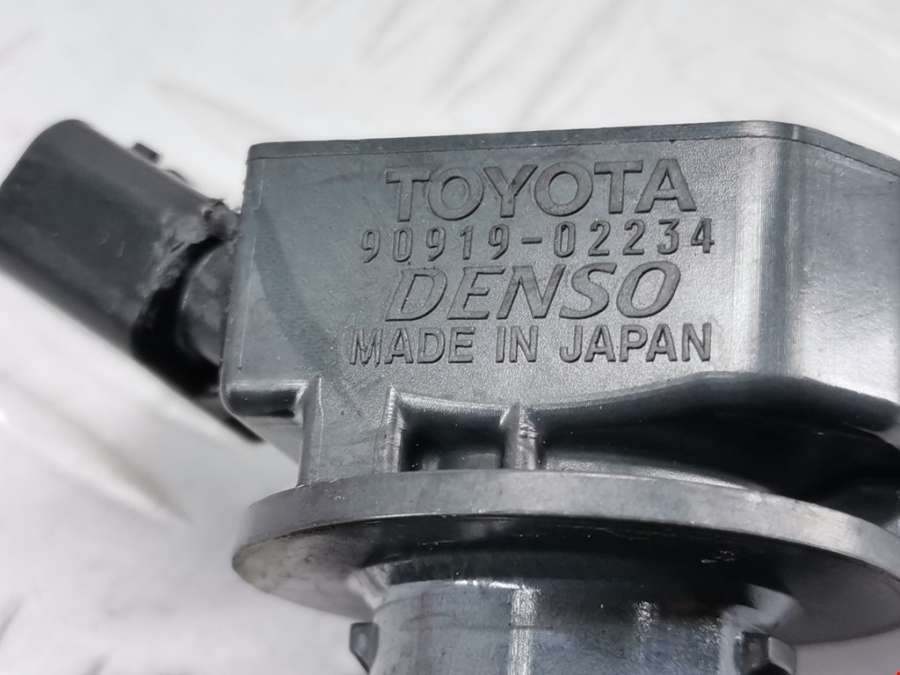 TOYOTA
90919-02234
DENSO
MADE IN JAPAN